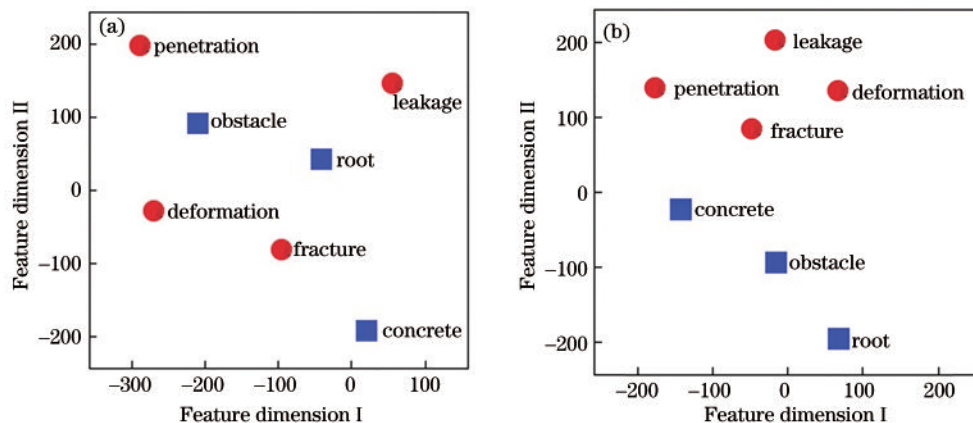 (a)
200
penetration
leakage
100
obstacle
root
0
deformation
fracture
−100
concrete
−200
−300 −200 −100 0 100
Feature dimension I
Feature dimension II
(b)
200
leakage
penetration
deformation
100
fracture
0
concrete
obstacle
−100
root
−200
−200 −100 0 100 200
Feature dimension I
Feature dimension II